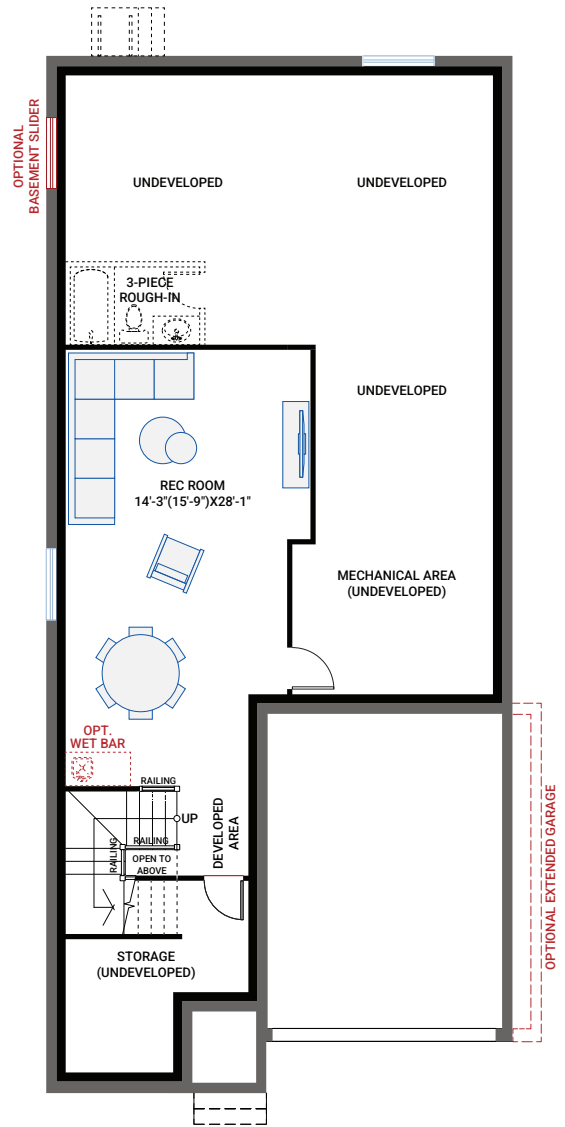 OPTIONAL
BASEMENT SLIDER
UNDEVELOPED
UNDEVELOPED
3-PIECE
ROUGH-IN
UNDEVELOPED
REC ROOM
14'-3"(15'-9")X28'-1"
MECHANICAL AREA
(UNDEVELOPED)
OPT.
WET BAR
RAILING
UP
RAILING
RAILING
OPEN TO
ABOVE
DEVELOPED
AREA
OPTIONAL EXTENDED GARAGE
STORAGE
(UNDEVELOPED)